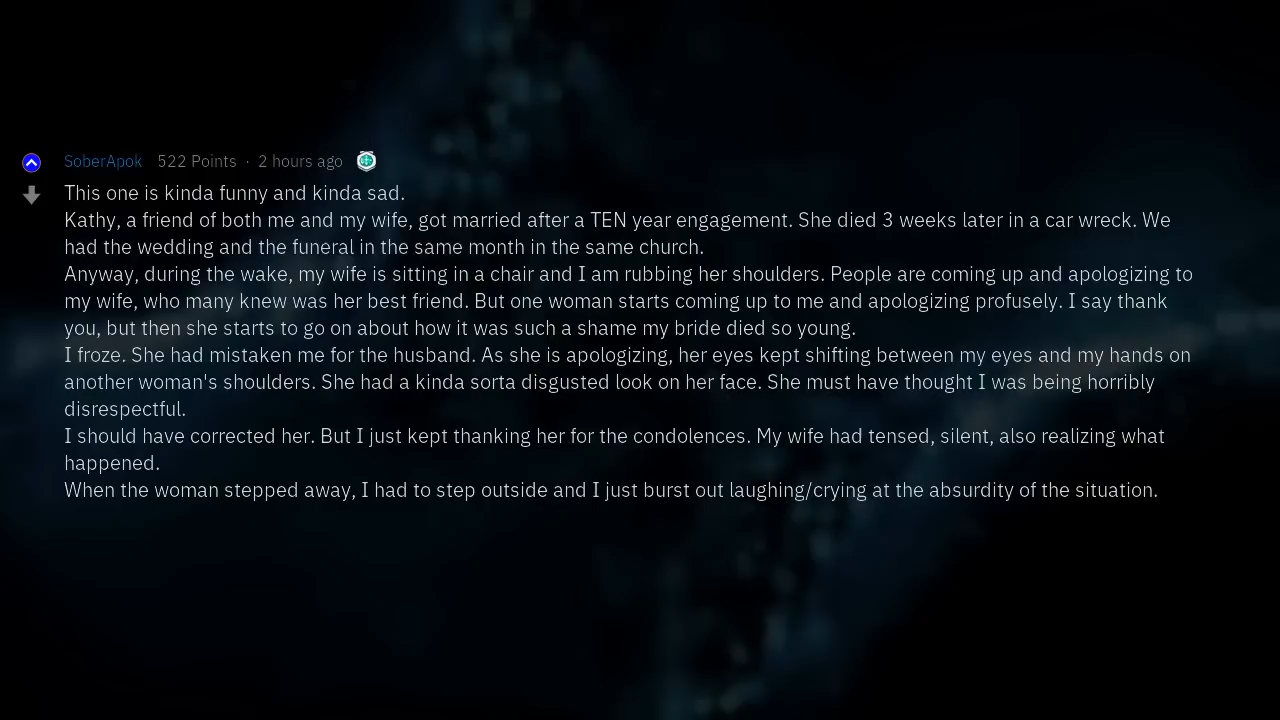 SoberApok 522 Points · 2 hours ago
This one is kinda funny and kinda sad.
Kathy, a friend of both me and my wife, got married after a TEN year engagement. She died 3 weeks later in a car wreck. We
had the wedding and the funeral in the same month in the same church.
Anyway, during the wake, my wife is sitting in a chair and I am rubbing her shoulders. People are coming up and apologizing to
my wife, who many knew was her best friend. But one woman starts coming up to me and apologizing profusely. I say thank
you, but then she starts to go on about how it was such a shame my bride died so young.
I froze. She had mistaken me for the husband. As she is apologizing, her eyes kept shifting between my eyes and my hands on
another woman's shoulders. She had a kinda sorta disgusted look on her face. She must have thought I was being horribly
disrespectful.
I should have corrected her. But I just kept thanking her for the condolences. My wife had tensed, silent, also realizing what
happened.
When the woman stepped away, I had to step outside and I just burst out laughing/crying at the absurdity of the situation.